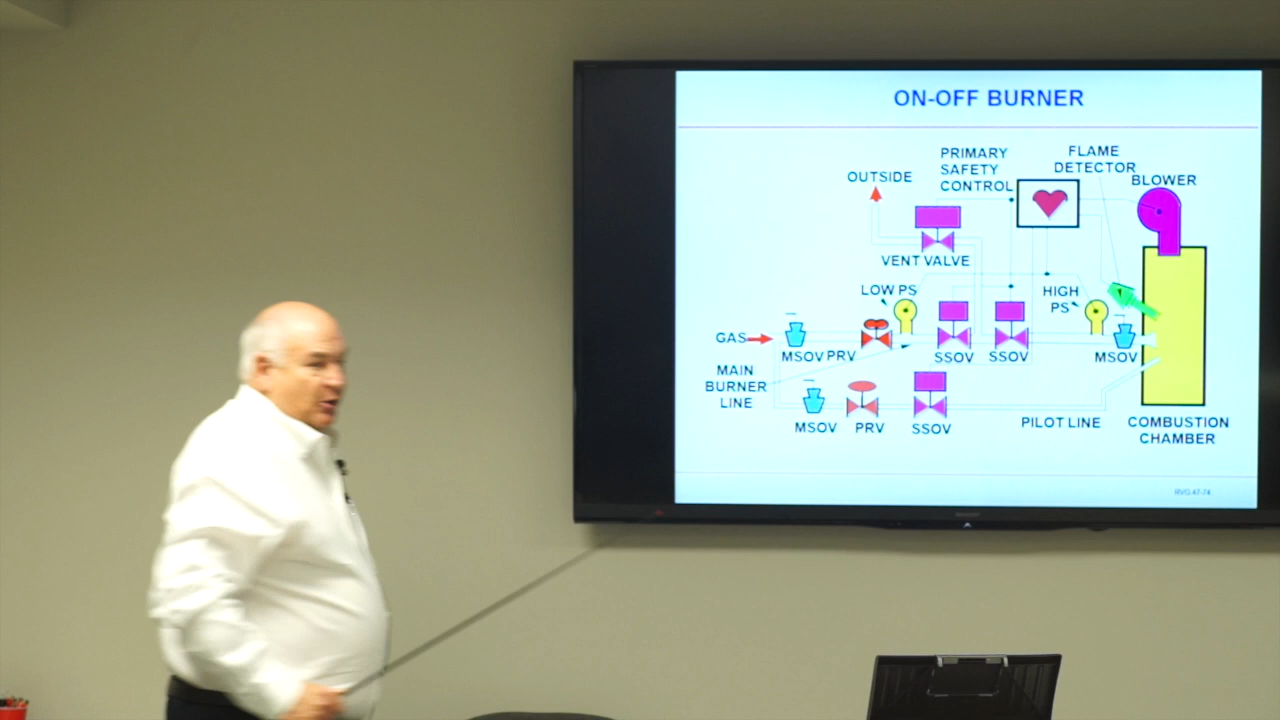 ON-OFF BURNER
PRIMARY
SAFETY
CONTROL
FLAME
DETECTOR
BLOWER
OUTSIDE
VENT VALVE
LOW PS
HIGH
PS
GAS
MSOV PRV
SSOV
SSOV
MSOV
MAIN
BURNER
LINE
MSOV
PRV
SSOV
PILOT LINE
COMBUSTION
CHAMBER